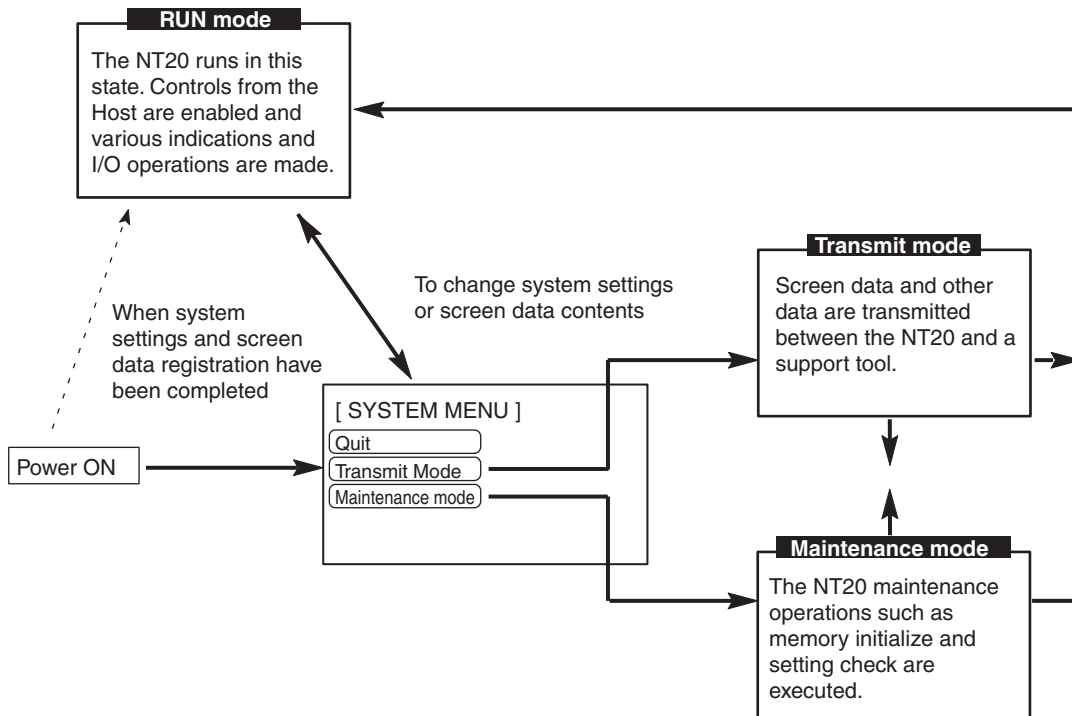 RUN mode
The NT20 runs in this
state. Controls from the
Host are enabled and
various indications and
I/O operations are made.
When system
settings and screen
data registration have
been completed
To change system settings
or screen data contents
Transmit mode
Screen data and other
data are transmitted
between the NT20 and a
support tool.
Power ON
[ SYSTEM MENU ]
Quit
Transmit Mode
Maintenance mode
Maintenance mode
The NT20 maintenance
operations such as
memory initialize and
setting check are
executed.